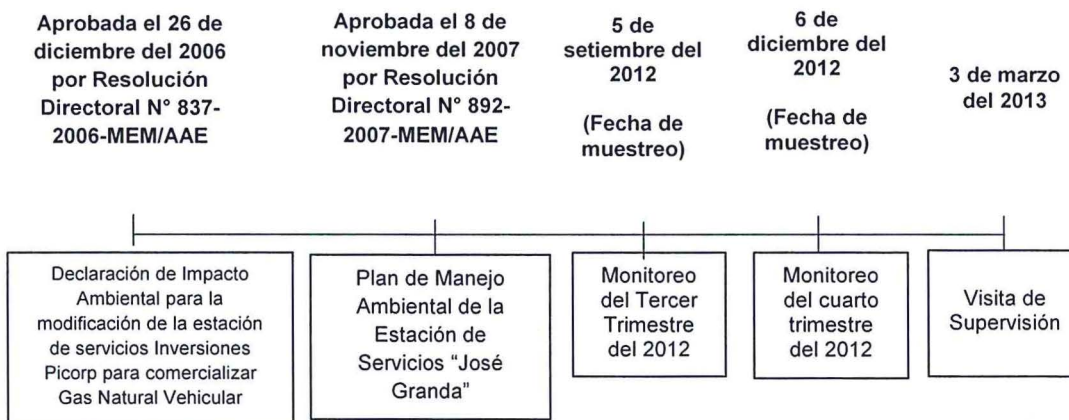 Aprobada el 26 de
diciembre del 2006
por Resolución
Directoral N° 837-
2006-MEM/AAE
Aprobada el 8 de
noviembre del 2007
por Resolución
Directoral N° 892-
2007-MEM/AAE
5 de
setiembre del
2012
(Fecha de
muestreo)
6 de
diciembre del
2012
(Fecha de
muestreo)
3 de marzo
del 2013
Declaración de Impacto
Ambiental para la
modificación de la estación
de servicios Inversiones
Picorp para comercializar
Gas Natural Vehicular
Plan de Manejo
Ambiental de la
Estación de
Servicios “José
Granda”
Monitoreo
del Tercer
Trimestre
del 2012
Monitoreo
del cuarto
trimestre
del 2012
Visita de
Supervisión